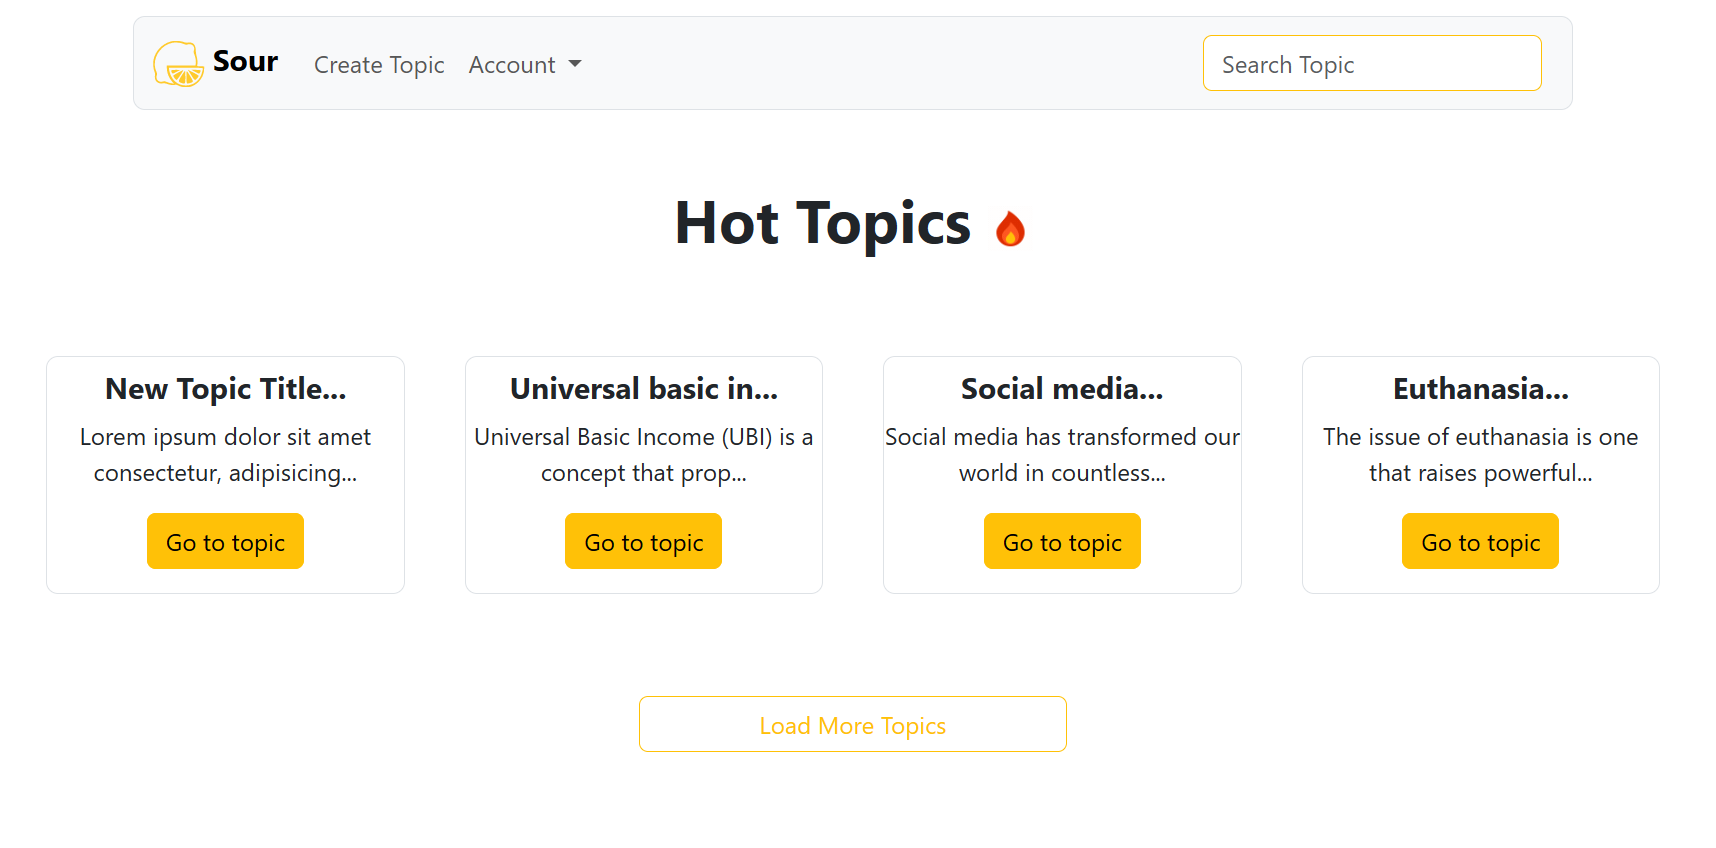 Sour Create Topic Account Search Topic
Hot Topics 🔥
New Topic Title...
Lorem ipsum dolor sit amet
consectetur, adipisicing...
Go to topic
Universal basic in...
Universal Basic Income (UBI) is a
concept that prop...
Go to topic
Social media...
Social media has transformed our
world in countless...
Go to topic
Euthanasia...
The issue of euthanasia is one
that raises powerful...
Go to topic
Load More Topics